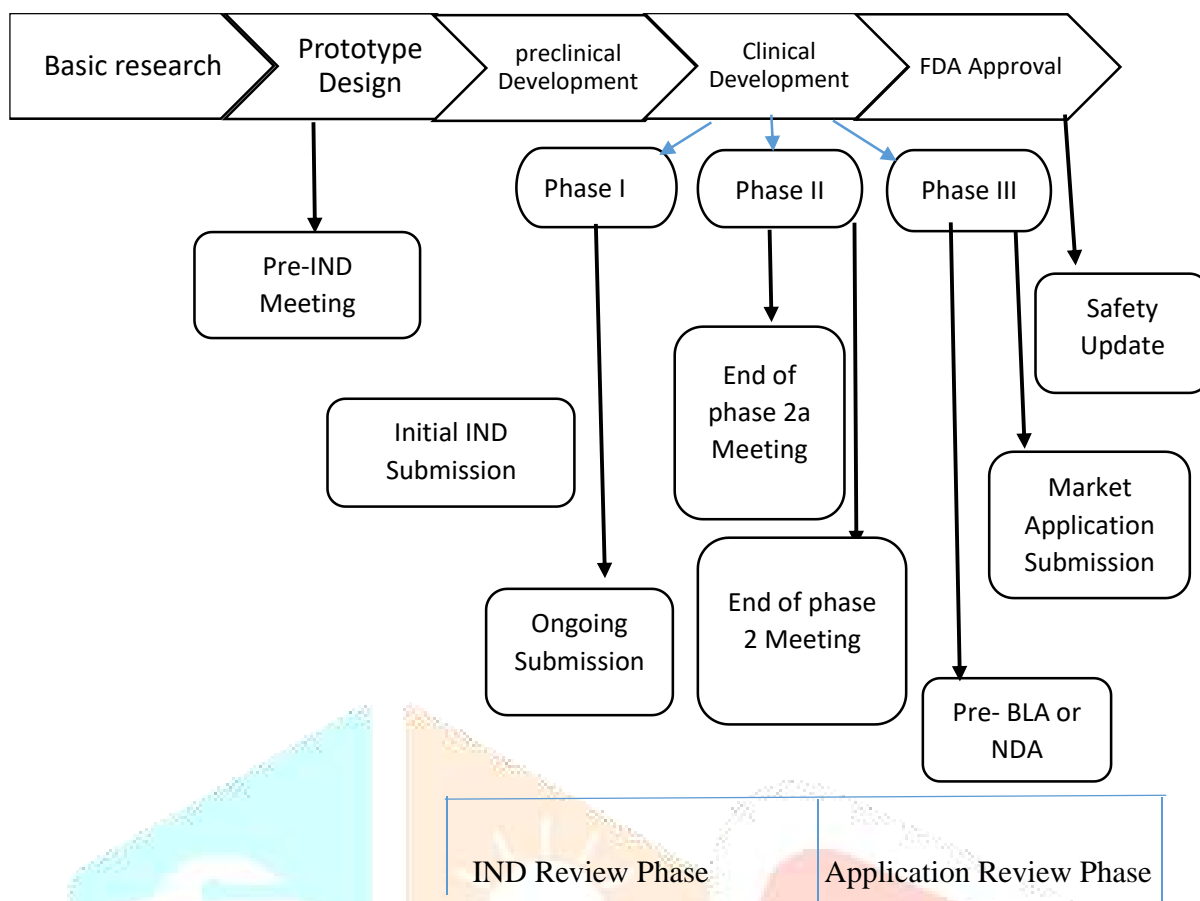 Basic research
Prototype
Design
preclinical
Development
Clinical
Development
FDA Approval
Phase I
Phase II
Phase III
Pre-IND
Meeting
Safety
Update
End of
phase 2a
Meeting
Initial IND
Submission
Market
Application
Submission
Ongoing
Submission
End of phase
2 Meeting
Pre- BLA or
NDA
IND Review Phase
Application Review Phase